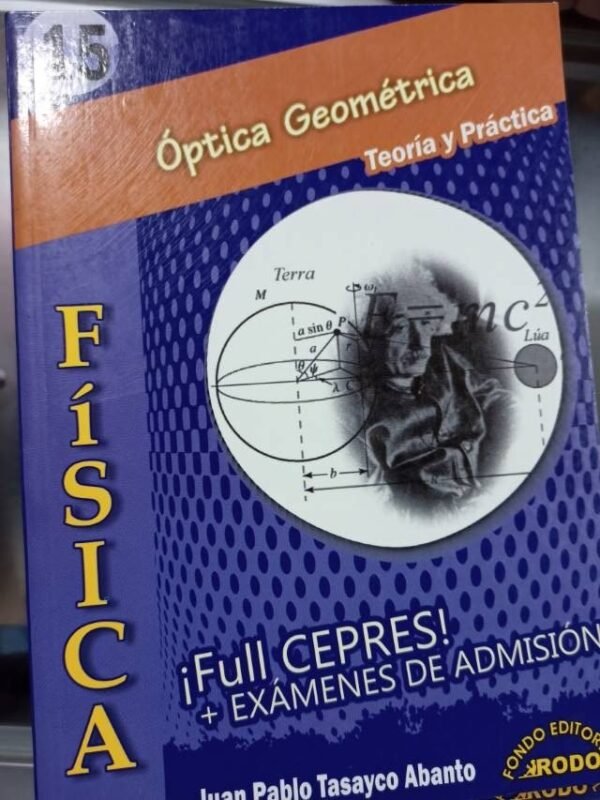 15
Óptica Geométrica
Teoría y Práctica
FíSICA
Terra
M
ω
a sin θ
P
E=mc²
Lúa
a
r
θ
ψ
λ
C
b
¡Full CEPRES!
+ EXÁMENES DE ADMISIÓN
Juan Pablo Tasayco Abanto
FONDO EDITOR
RODO